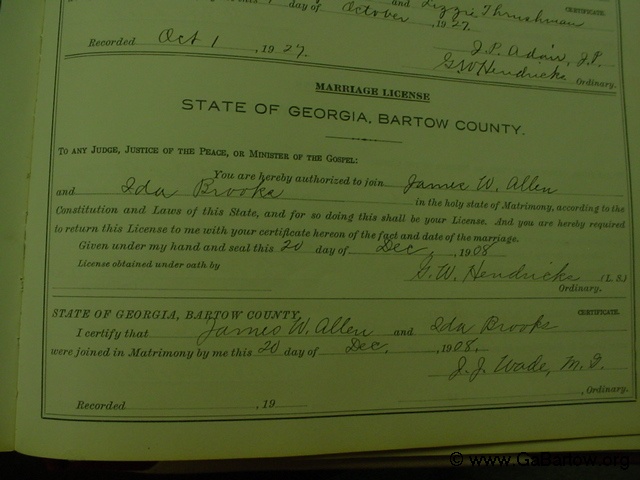 day of October and Lizzie Thrushman CERTIFICATE.
, 1927.
Recorded Oct 1 , 1927.
J.P. Adair, J.P.
G.W. Hendricks
Ordinary.
MARRIAGE LICENSE
STATE OF GEORGIA, BARTOW COUNTY.
TO ANY JUDGE, JUSTICE OF THE PEACE, OR MINISTER OF THE GOSPEL:
You are hereby authorized to join James W. Allen
and Ida Brooks in the holy state of Matrimony, according to the
Constitution and Laws of this State, and for so doing this shall be your License. And you are hereby required
to return this License to me with your certificate hereon of the fact and date of the marriage.
Given under my hand and seal this 20 day of Dec , 1908
License obtained under oath by
G. W. Hendricks (L. S.)
Ordinary.
STATE OF GEORGIA, BARTOW COUNTY, CERTIFICATE.
I certify that James W. Allen and Ida Brooks
were joined in Matrimony by me this 20 day of Dec. , 1908.
J. J. Wade, M. G.
Recorded , 19
, Ordinary.
© www.GaBartow.org